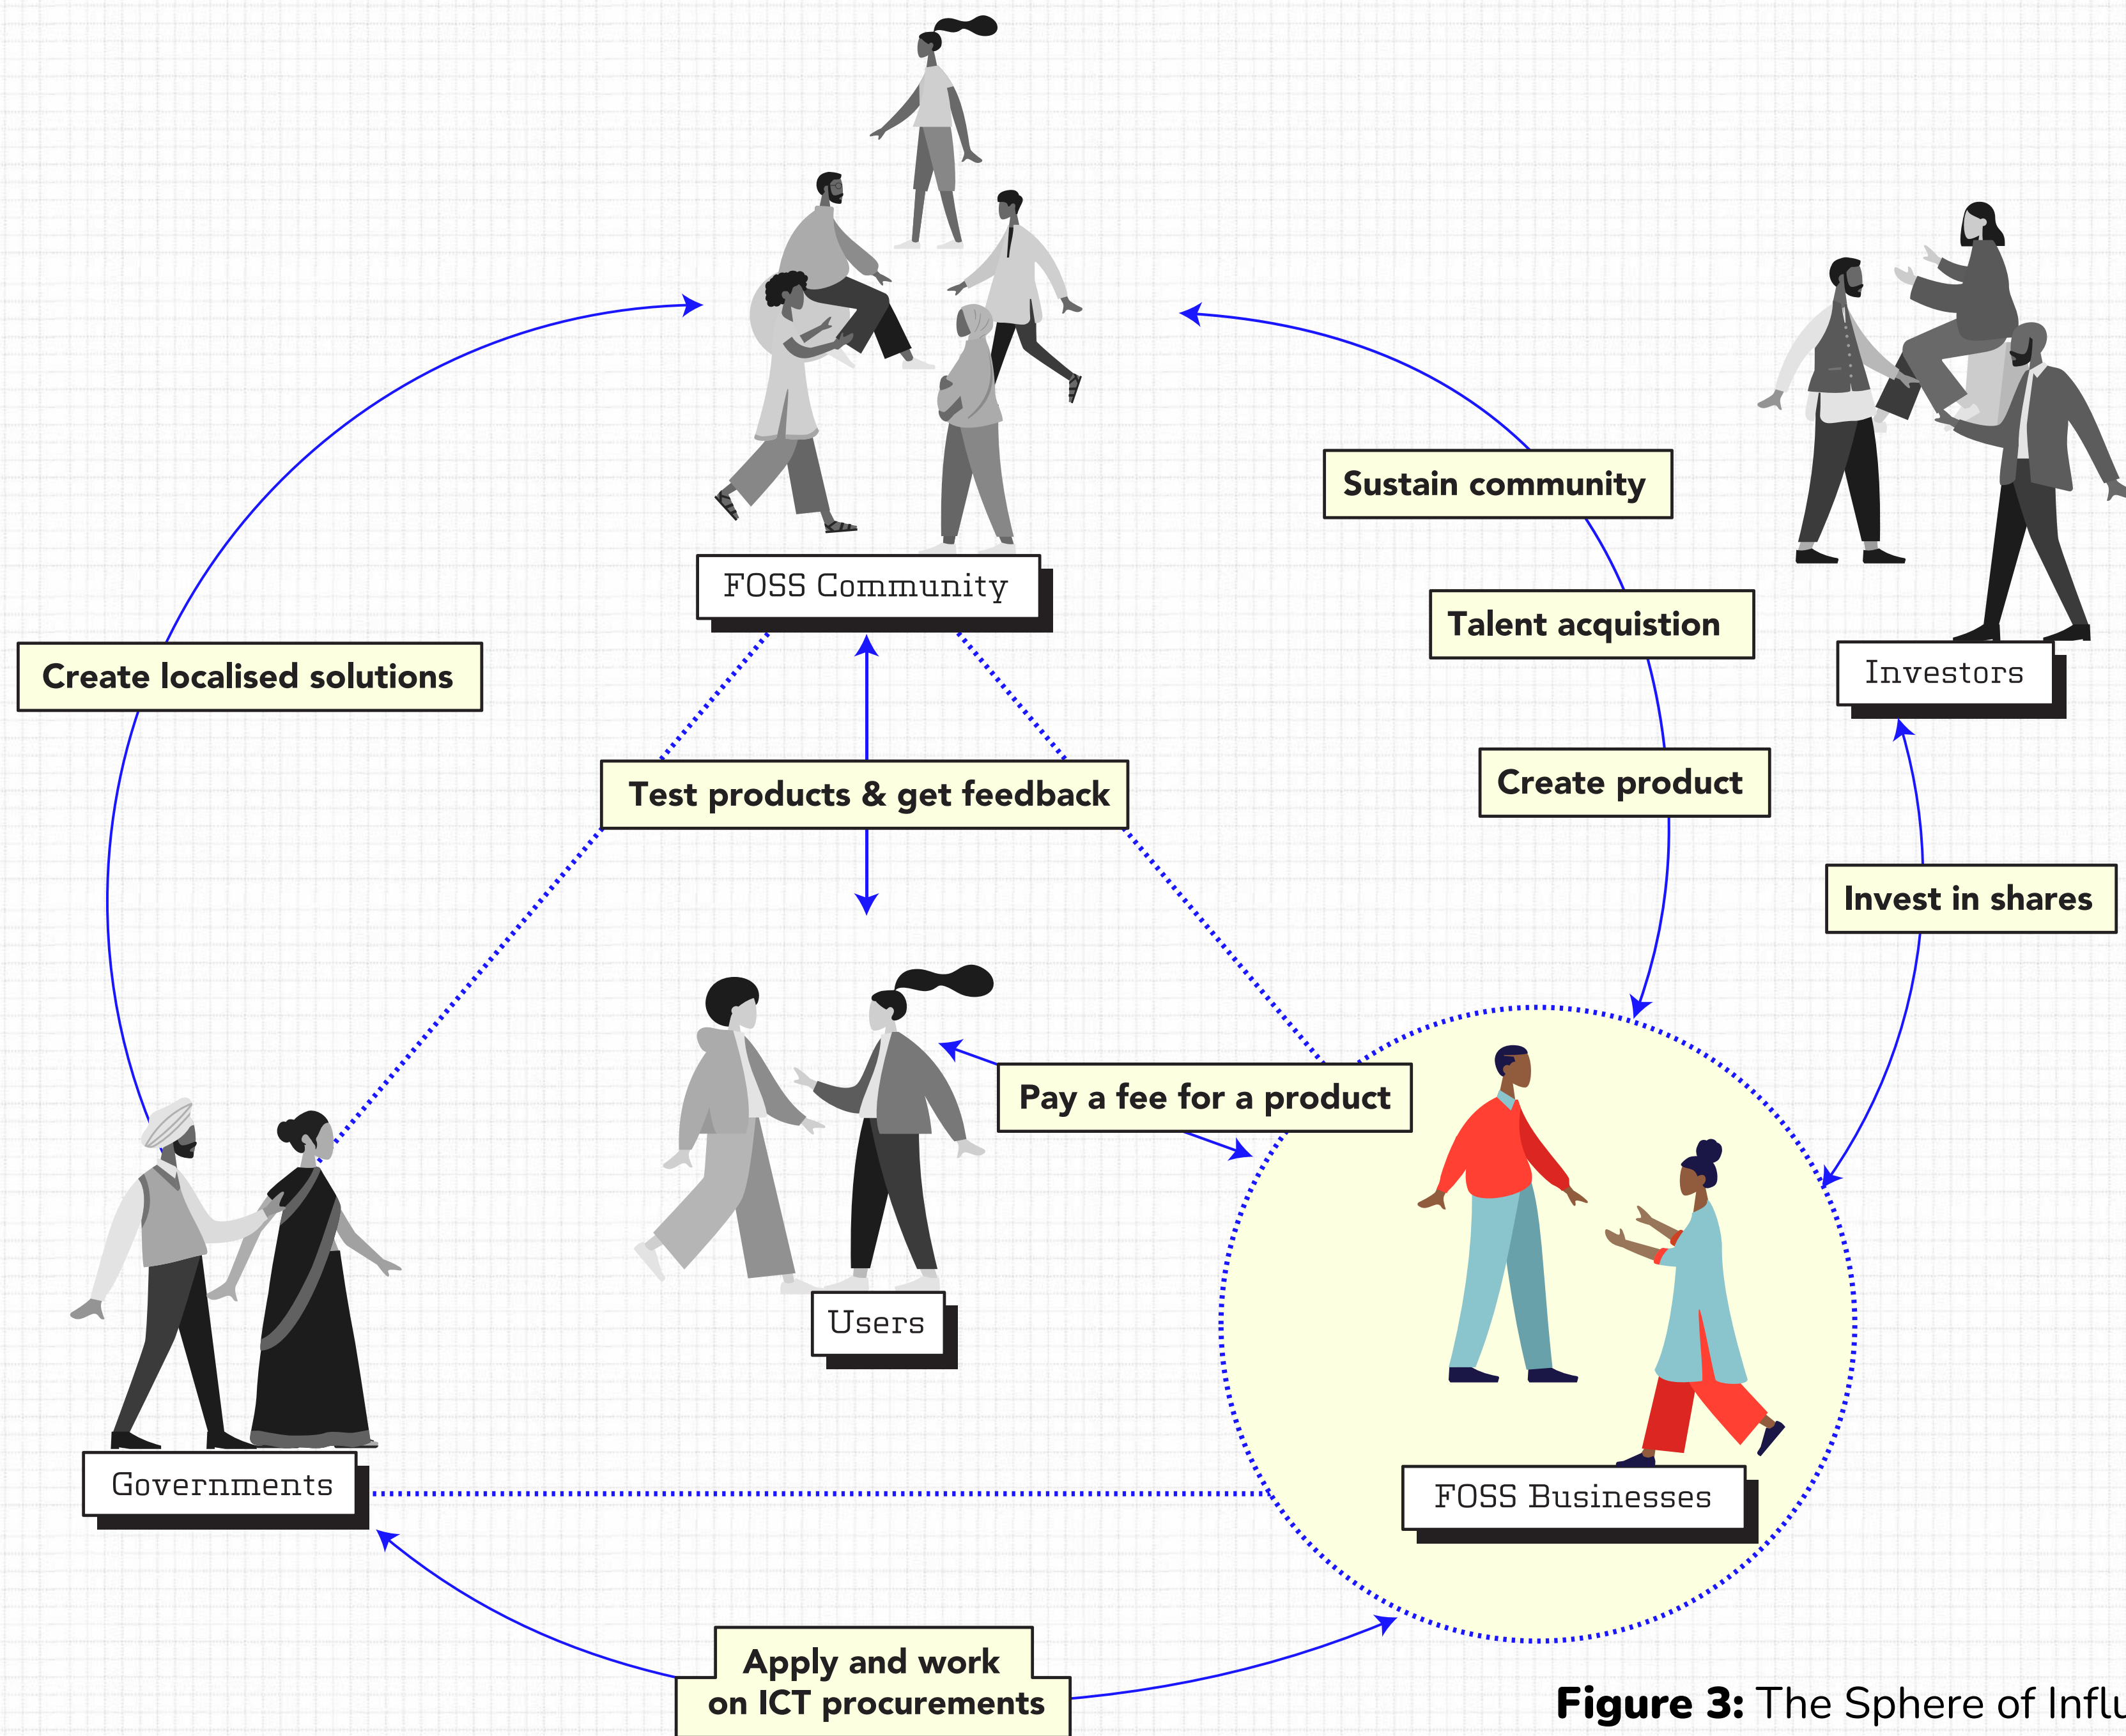 FOSS Community
Sustain community
Talent acquistion
Investors
Create localised solutions
Test products & get feedback
Create product
Invest in shares
Pay a fee for a product
Users
Governments
FOSS Businesses
Apply and work
on ICT procurements
Figure 3: The Sphere of